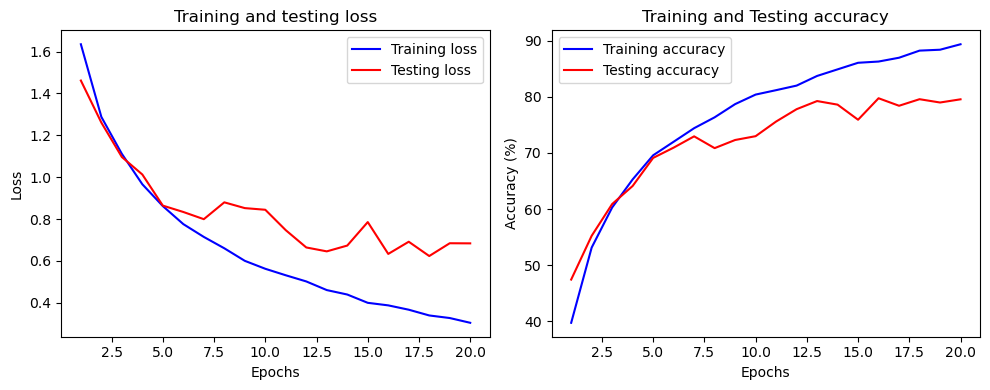 Training and testing loss
Training loss
Testing loss
1.6
1.4
1.2
1.0
0.8
0.6
0.4
Loss
2.5 5.0 7.5 10.0 12.5 15.0 17.5 20.0
Epochs
Training and Testing accuracy
Training accuracy
Testing accuracy
90
80
70
60
50
40
Accuracy (%)
2.5 5.0 7.5 10.0 12.5 15.0 17.5 20.0
Epochs